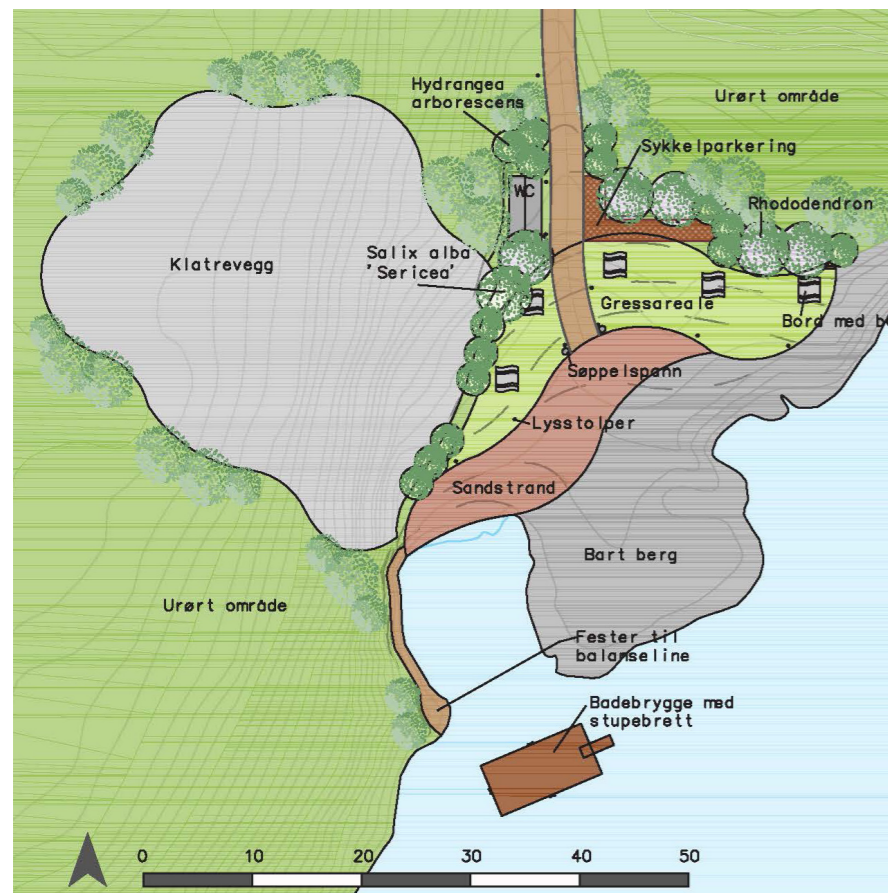 Hydrangea
arborescens
Urørt område
Sykkelparkering
WC
Rhododendron
Salix alba
'Sericea'
Klatrevegg
Gressareale
Bord med b
Søppelspann
Lysstolper
Sandstrand
Bart berg
Urørt område
Fester til
balanseline
Badebrygge med
stupebrett
0 10 20 30 40 50